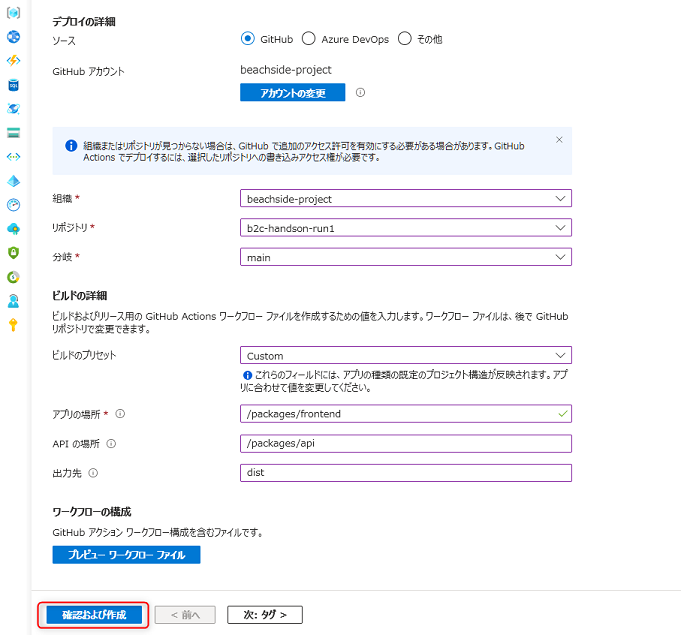 デプロイの詳細
ソース
GitHub
Azure DevOps
その他
GitHub アカウント
beachside-project
アカウントの変更
組織またはリポジトリが見つからない場合は、GitHub で追加のアクセス許可を有効にする必要がある場合があります。GitHub
Actions でデプロイするには、選択したリポジトリへの書き込みアクセス権が必要です。
組織 *
beachside-project
リポジトリ *
b2c-handson-run1
分岐 *
main
ビルドの詳細
ビルドおよびリリース用の GitHub Actions ワークフロー ファイルを作成するための値を入力します。ワークフロー ファイルは、後で GitHub
リポジトリで変更できます。
ビルドのプリセット
Custom
これらのフィールドには、アプリの種類の既定のプロジェクト構造が反映されます。アプ
リに合わせて値を変更してください。
アプリの場所 *
/packages/frontend
API の場所
/packages/api
出力先
dist
ワークフローの構成
GitHub アクション ワークフロー構成を含むファイルです。
プレビュー ワークフロー ファイル
確認および作成
< 前へ
次: タグ >